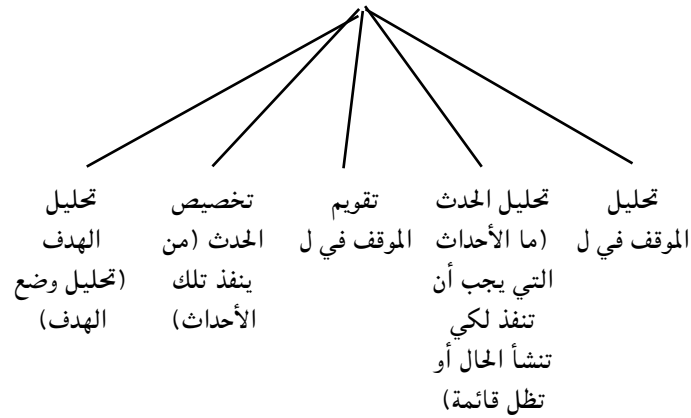 تحليل
الموقف في ل
تحليل الحدث
(ما الأحداث
التي يجب أن
تنفذ لكي
تنشأ الحال أو
تظل قائمة)
تقويم
الموقف في ل
تخصيص
الحدث (من
ينفذ تلك
الأحداث)
تحليل
الهدف
(تحليل وضع
الهدف)